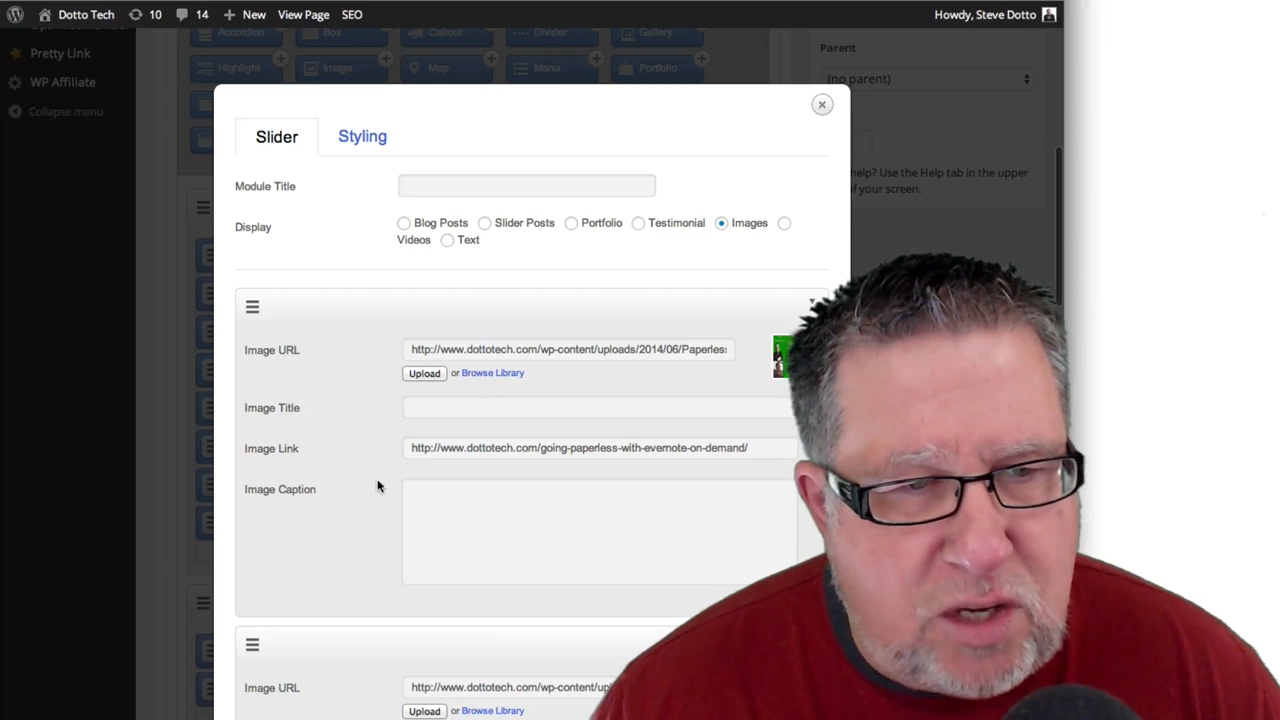 Dotto Tech 10 14 New View Page SEO Howdy, Steve Dotto
Accordion Box Callout Divider Gallery
Pretty Link
Highlight Image Map Menu Portfolio
WP Affiliate
Collapse menu
Parent
(no parent)
help? Use the Help tab in the upper
of your screen.
Slider Styling
Module Title
Display Blog Posts Slider Posts Portfolio Testimonial Images
Videos Text
Image URL http://www.dottotech.com/wp-content/uploads/2014/06/Paperles
Upload or Browse Library
Image Title
Image Link http://www.dottotech.com/going-paperless-with-evernote-on-demand/
Image Caption
Image URL http://www.dottotech.com/wp-content/up
Upload or Browse Library